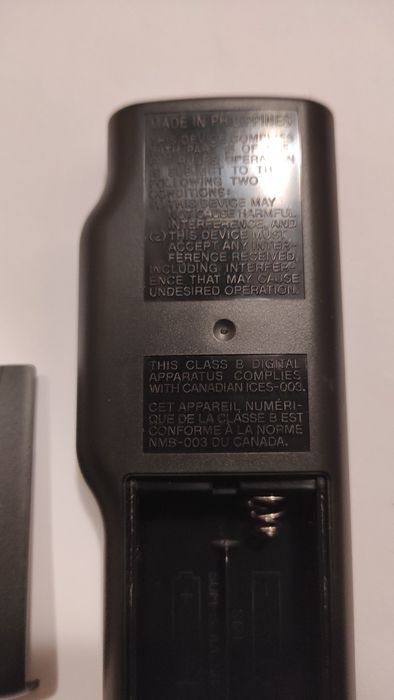 MADE IN PHILIPPINES
THIS DEVICE COMPLIES
WITH PART 15 OF THE
FCC RULES. OPERATION
IS SUBJECT TO THE
FOLLOWING TWO
CONDITIONS:
THIS DEVICE MAY
NOT CAUSE HARMFUL
INTERFERENCE, AND
(2) THIS DEVICE MUST
ACCEPT ANY INTER-
FERENCE RECEIVED,
INCLUDING INTERFER-
ENCE THAT MAY CAUSE
UNDESIRED OPERATION.
THIS CLASS B DIGITAL
APPARATUS COMPLIES
WITH CANADIAN ICES-003.
CET APPAREIL NUMÉRI-
QUE DE LA CLASSE B EST
CONFORME À LA NORME
NMB-003 DU CANADA.